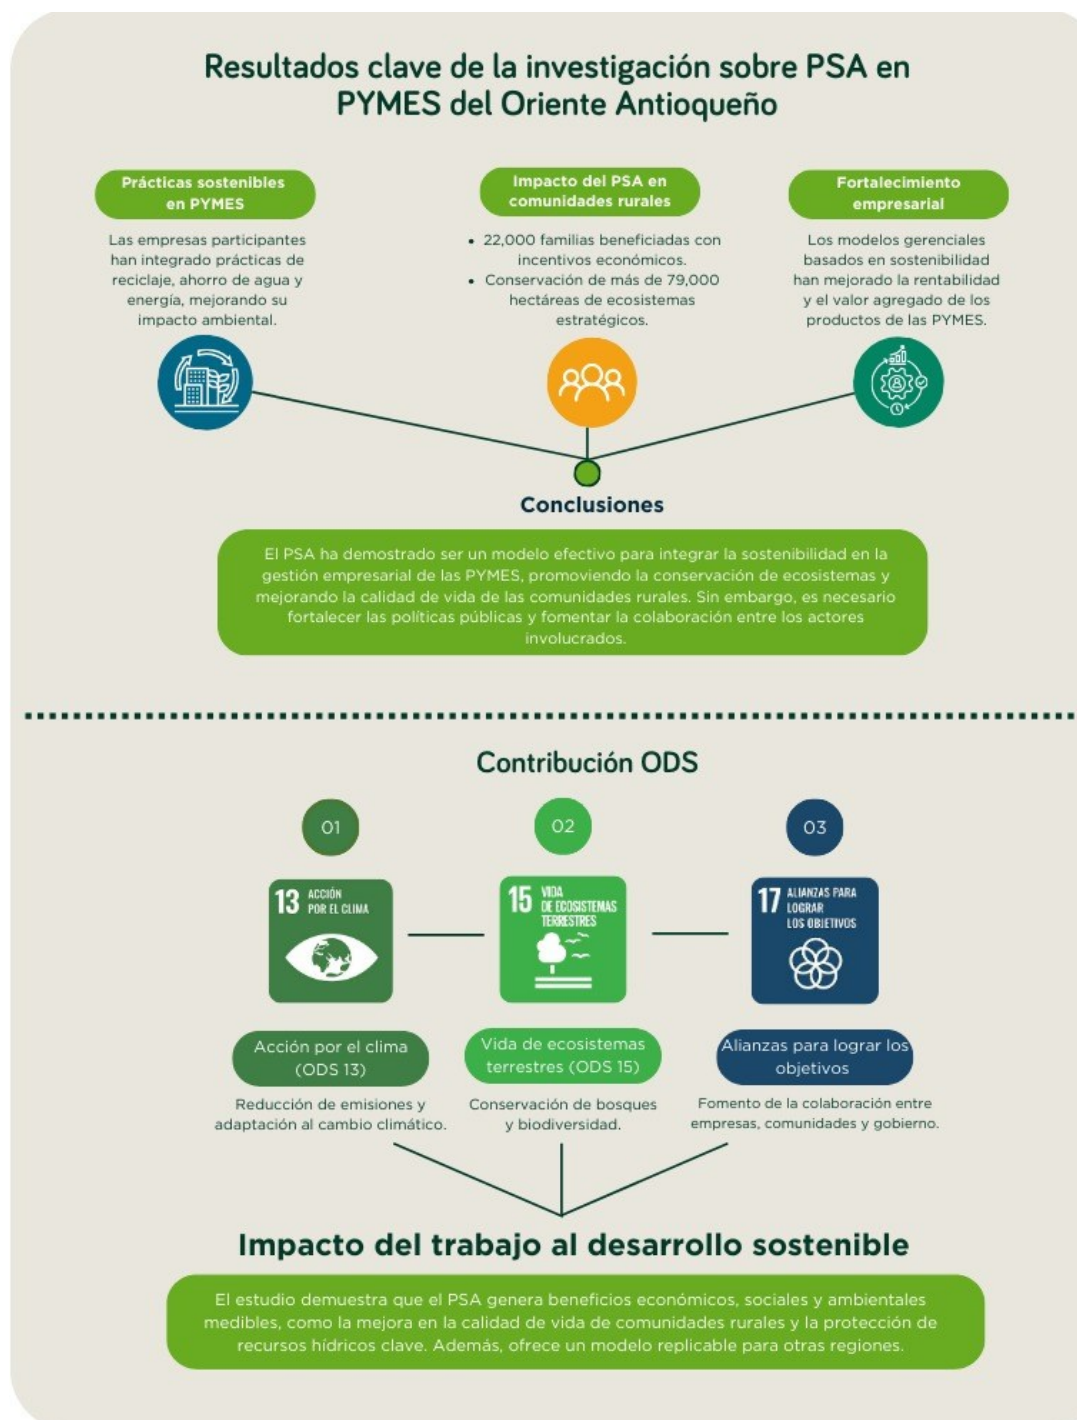 Resultados clave de la investigación sobre PSA en
PYMES del Oriente Antioqueño
Prácticas sostenibles
en PYMES
Las empresas participantes
han integrado prácticas de
reciclaje, ahorro de agua y
energía, mejorando su
impacto ambiental.
Impacto del PSA en
comunidades rurales
• 22,000 familias beneficiadas con
incentivos económicos.
• Conservación de más de 79,000
hectáreas de ecosistemas
estratégicos.
Fortalecimiento
empresarial
Los modelos gerenciales
basados en sostenibilidad
han mejorado la rentabilidad
y el valor agregado de los
productos de las PYMES.
Conclusiones
El PSA ha demostrado ser un modelo efectivo para integrar la sostenibilidad en la
gestión empresarial de las PYMES, promoviendo la conservación de ecosistemas y
mejorando la calidad de vida de las comunidades rurales. Sin embargo, es necesario
fortalecer las políticas públicas y fomentar la colaboración entre los actores
involucrados.
Contribución ODS
01
02
03
13 ACCIÓN
POR EL CLIMA
15 VIDA
DE ECOSISTEMAS
TERRESTRES
17 ALIANZAS PARA
LOGRAR
LOS OBJETIVOS
Acción por el clima
(ODS 13)
Reducción de emisiones y
adaptación al cambio climático.
Vida de ecosistemas
terrestres (ODS 15)
Conservación de bosques
y biodiversidad.
Alianzas para lograr los
objetivos
Fomento de la colaboración entre
empresas, comunidades y gobierno.
Impacto del trabajo al desarrollo sostenible
El estudio demuestra que el PSA genera beneficios económicos, sociales y ambientales
medibles, como la mejora en la calidad de vida de comunidades rurales y la protección de
recursos hídricos clave. Además, ofrece un modelo replicable para otras regiones.